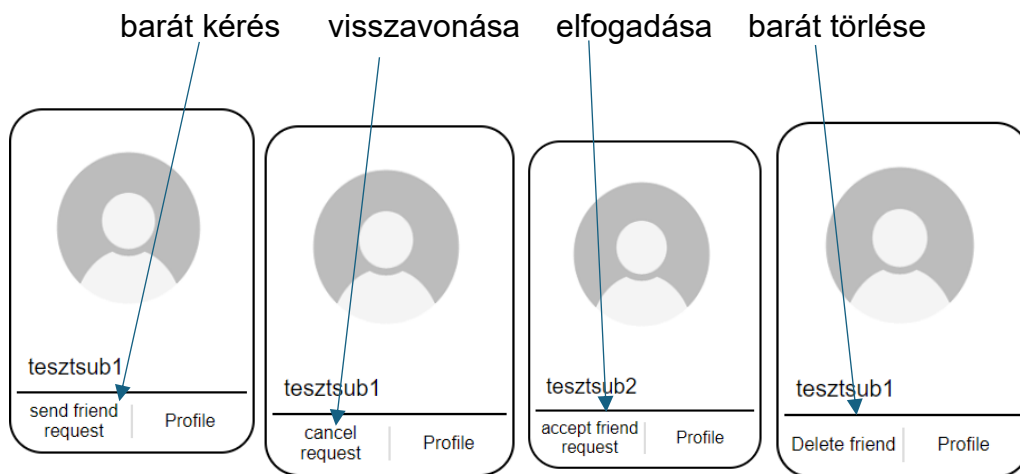 barát kérés visszavonása elfogadása barát törlése
tesztsub1
send friend
request
Profile
tesztsub1
cancel
request
Profile
tesztsub2
accept friend
request
Profile
tesztsub1
Delete friend
Profile